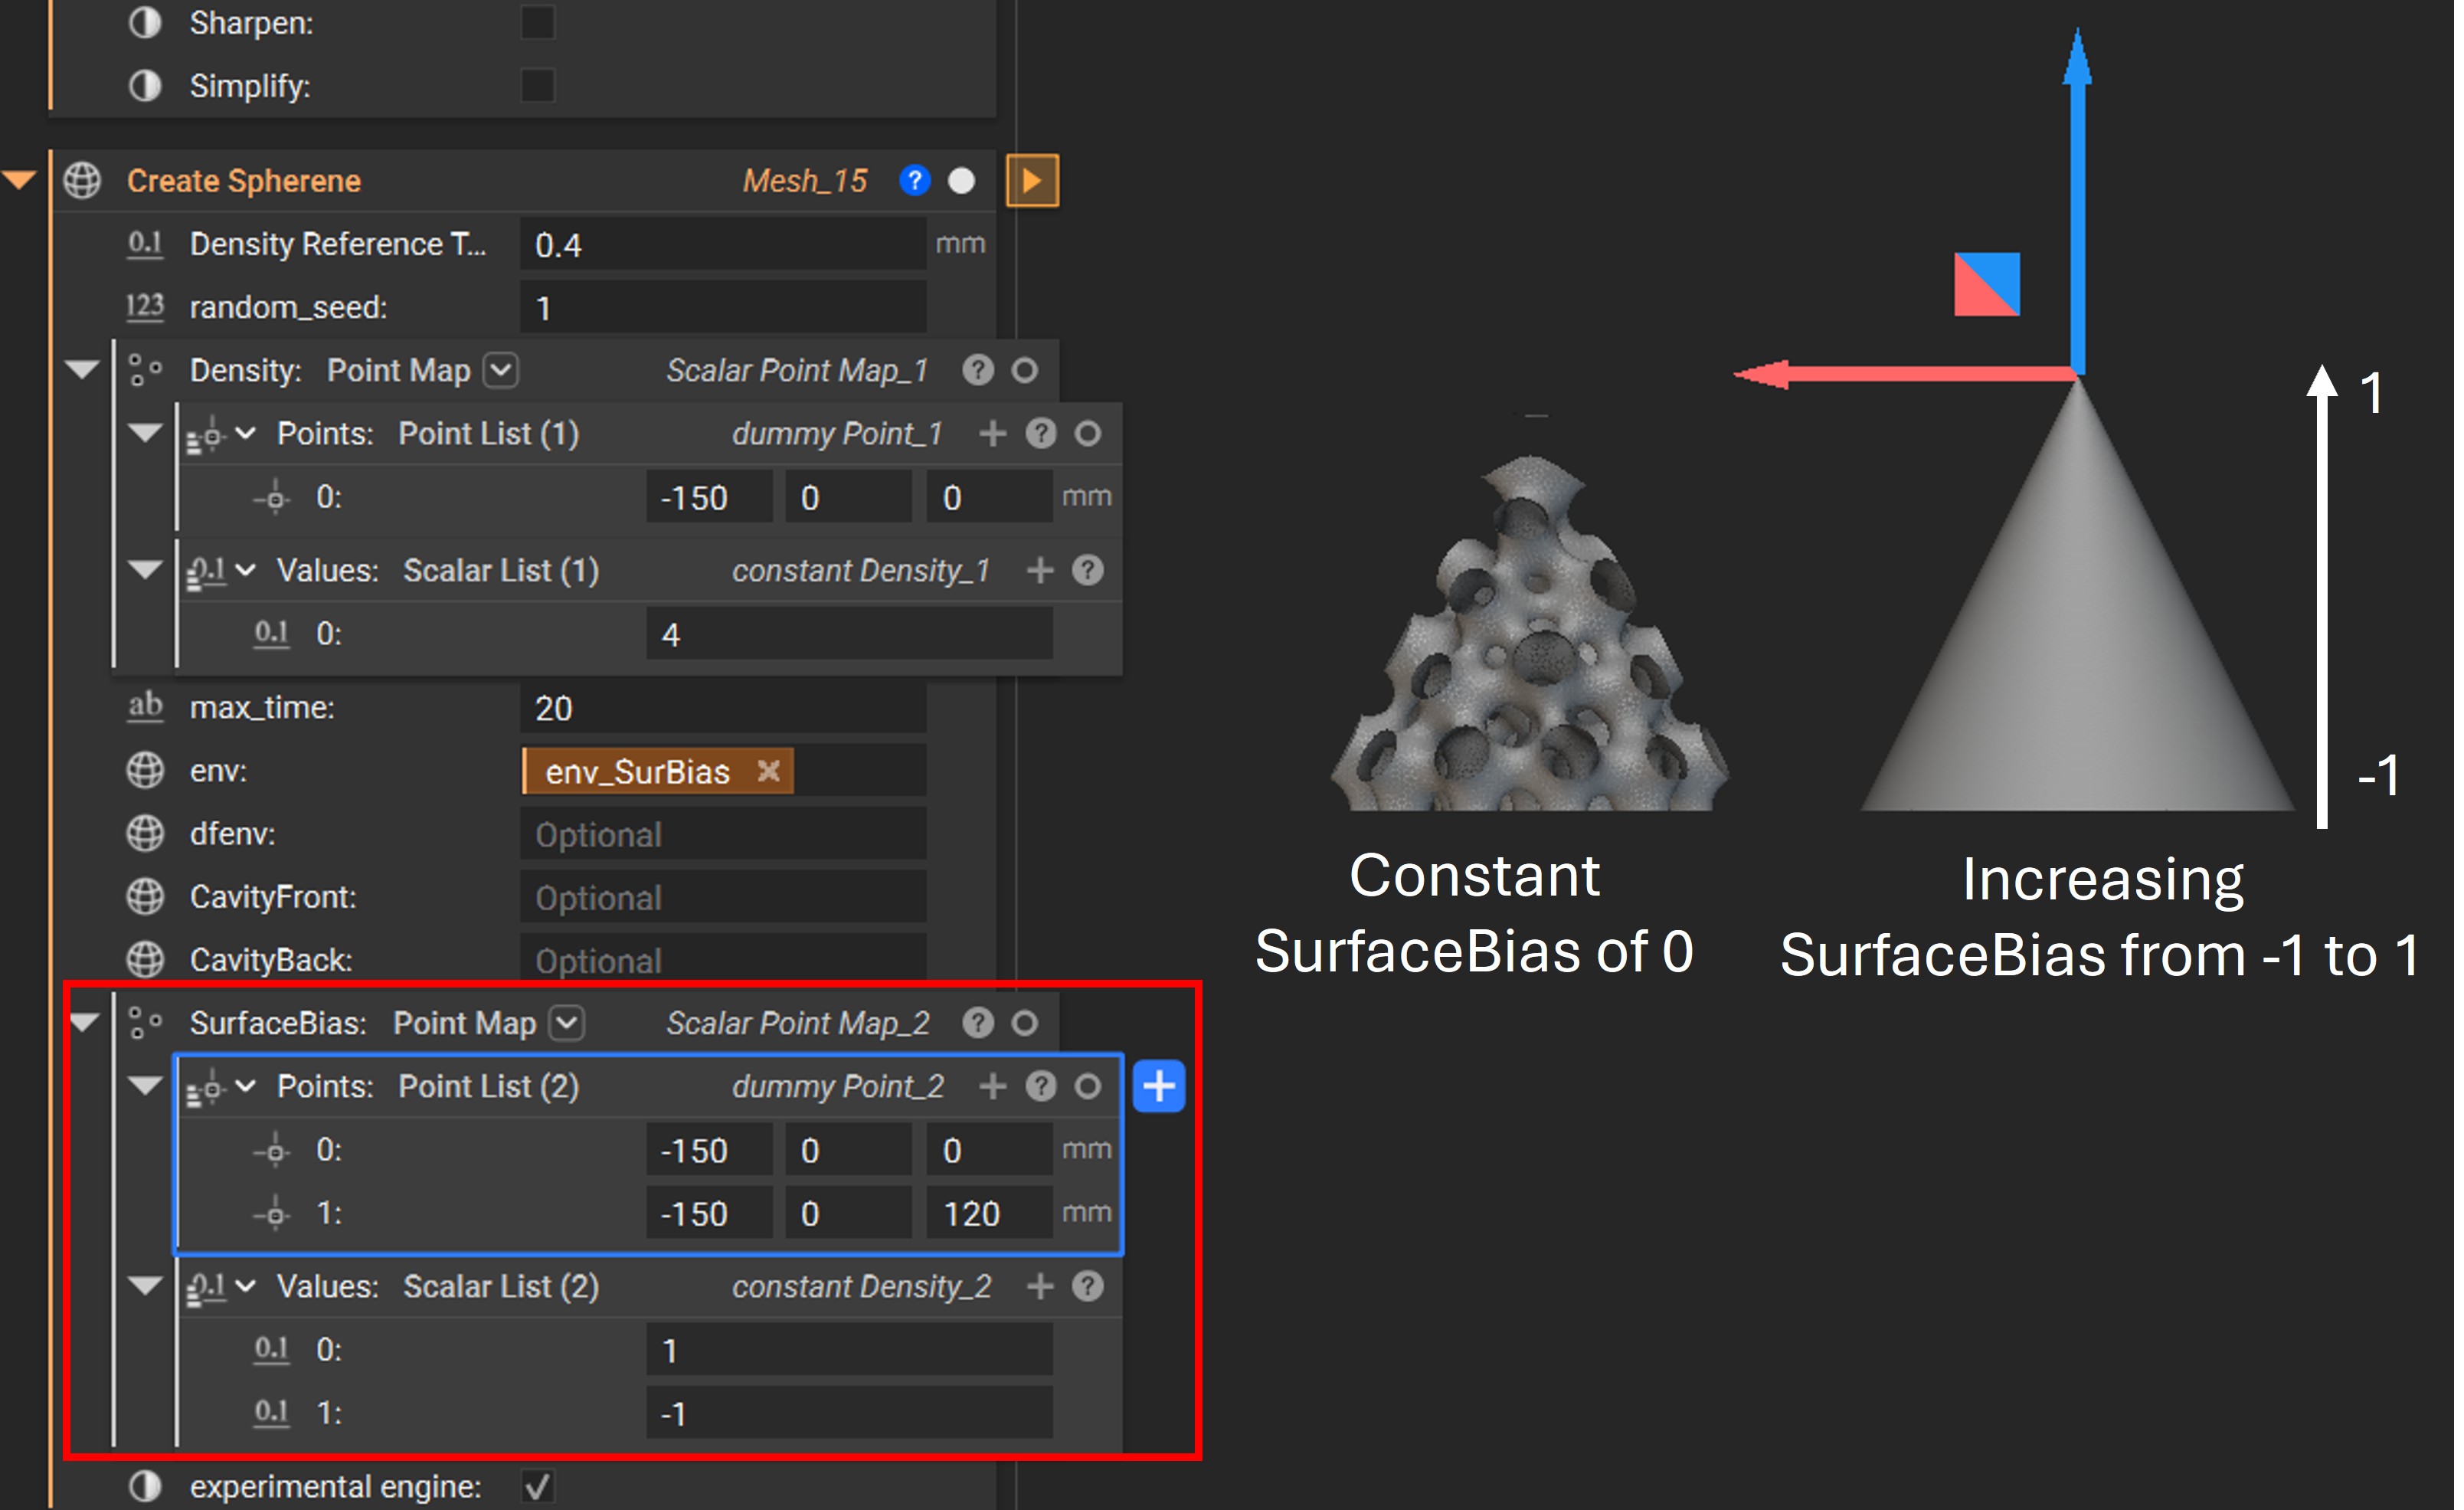 Sharpen:
Simplify:
Create Spherene Mesh_15 ?
0.1 Density Reference T... 0.4 mm
123 random_seed: 1
Density: Point Map Scalar Point Map_1 ?
Points: Point List (1) dummy Point_1 + ?
0: -150 0 0 mm
0.1 Values: Scalar List (1) constant Density_1 + ?
0.1 0: 4
ab max_time: 20
env: env_SurBias ×
dfenv: Optional
CavityFront: Optional
CavityBack: Optional
SurfaceBias: Point Map Scalar Point Map_2 ?
Points: Point List (2) dummy Point_2 + ? +
0: -150 0 0 mm
1: -150 0 120 mm
0.1 Values: Scalar List (2) constant Density_2 + ?
0.1 0: 1
0.1 1: -1
experimental engine: ✓
1
-1
Constant
SurfaceBias of 0
Increasing
SurfaceBias from -1 to 1